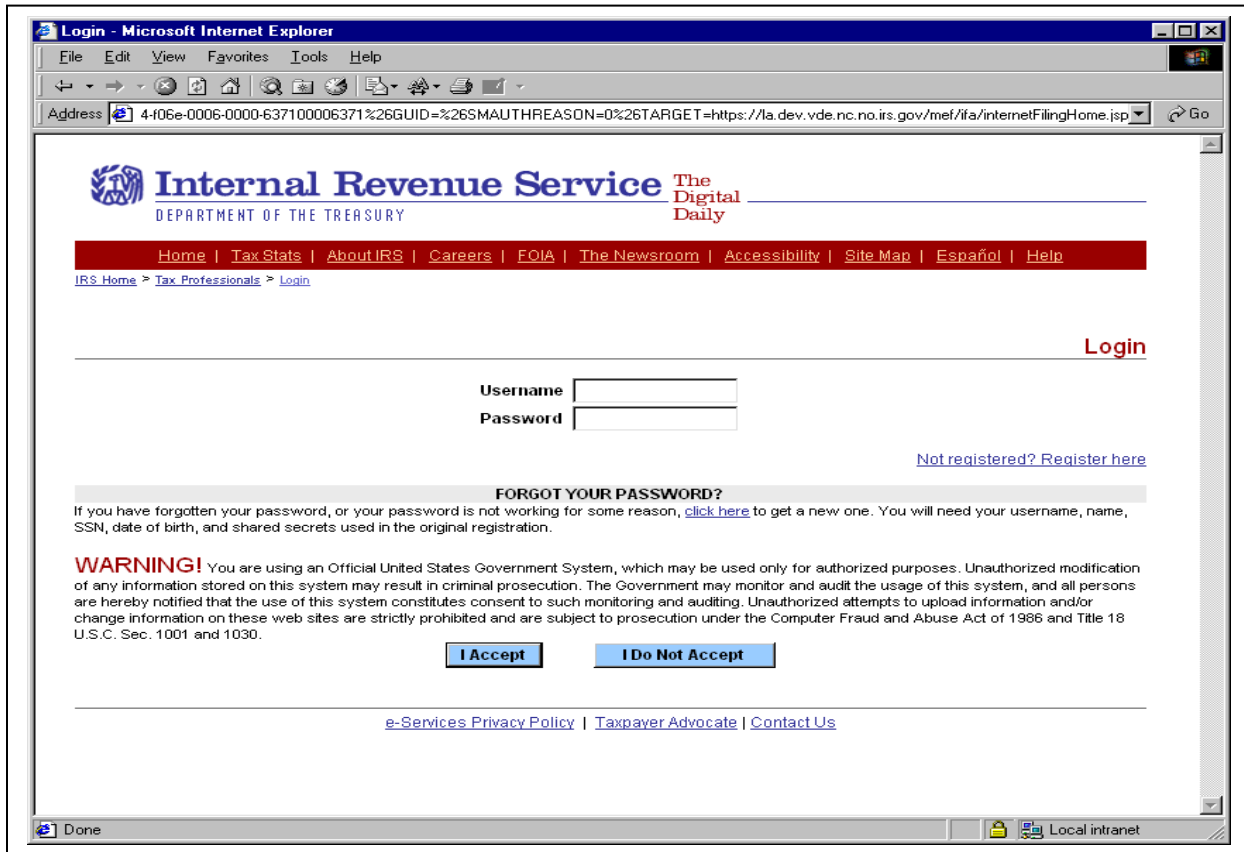 Login - Microsoft Internet Explorer
File Edit View Favorites Tools Help
Address 4-f06e-0006-0000-637100006371%26GUID=%26SMAUTHREASON=0%26TARGET=https://la.dev.vde.nc.no.irs.gov/mef/ifa/internetFilingHome.jsp Go
Internal Revenue Service The Digital Daily
DEPARTMENT OF THE TREASURY
Home | Tax Stats | About IRS | Careers | FOIA | The Newsroom | Accessibility | Site Map | Español | Help
IRS Home > Tax Professionals > Login
Login
Username
Password
Not registered? Register here
FORGOT YOUR PASSWORD?
If you have forgotten your password, or your password is not working for some reason, click here to get a new one. You will need your username, name,
SSN, date of birth, and shared secrets used in the original registration.
WARNING! You are using an Official United States Government System, which may be used only for authorized purposes. Unauthorized modification
of any information stored on this system may result in criminal prosecution. The Government may monitor and audit the usage of this system, and all persons
are hereby notified that the use of this system constitutes consent to such monitoring and auditing. Unauthorized attempts to upload information and/or
change information on these web sites are strictly prohibited and are subject to prosecution under the Computer Fraud and Abuse Act of 1986 and Title 18
U.S.C. Sec. 1001 and 1030.
I Accept I Do Not Accept
e-Services Privacy Policy | Taxpayer Advocate | Contact Us
Done Local intranet